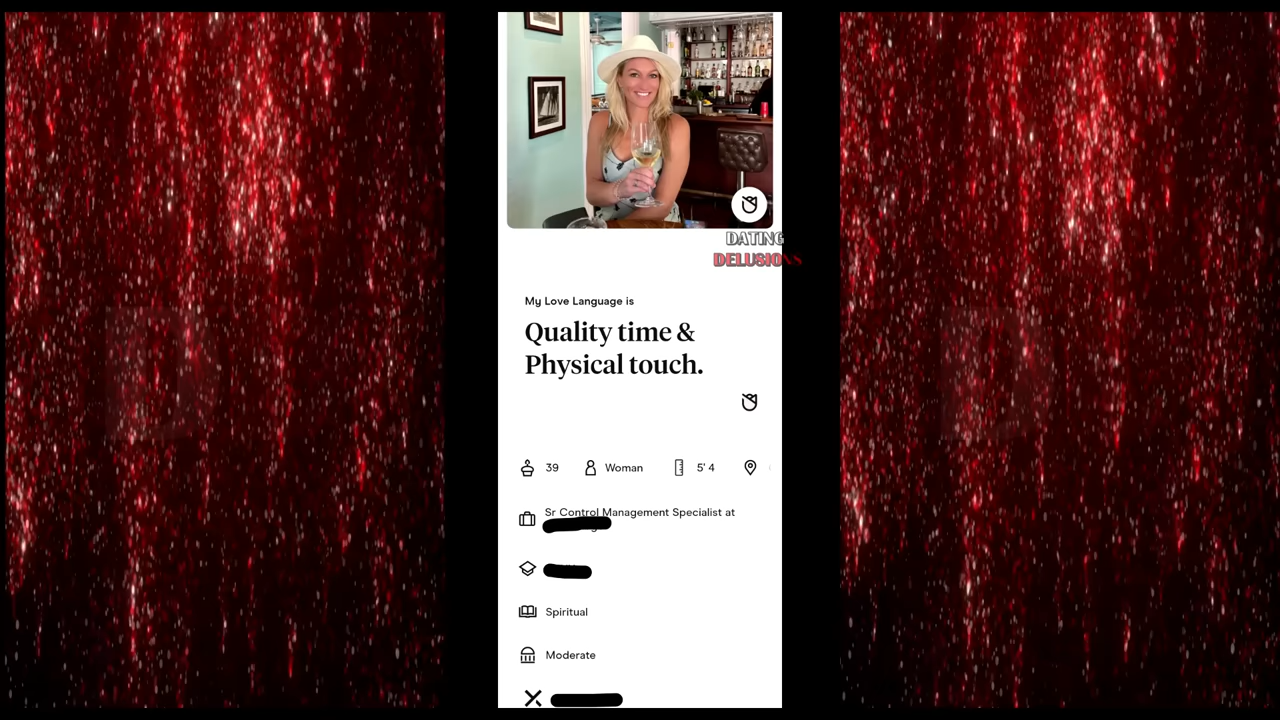 DATING
DELUSIONS
My Love Language is
Quality time &
Physical touch.
39 Woman 5' 4
Sr Control Management Specialist at
Spiritual
Moderate